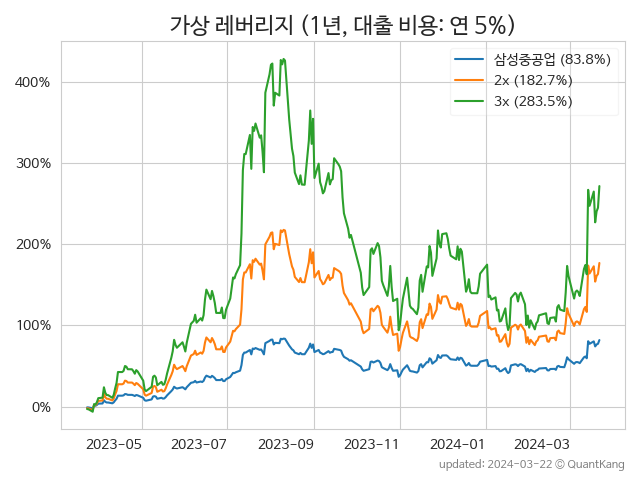 가상 레버리지 (1년, 대출 비용: 연 5%)
삼성중공업 (83.8%)
2x (182.7%)
3x (283.5%)
400%
300%
200%
100%
0%
2023-05 2023-07 2023-09 2023-11 2024-01 2024-03
updated: 2024-03-22 © QuantKang